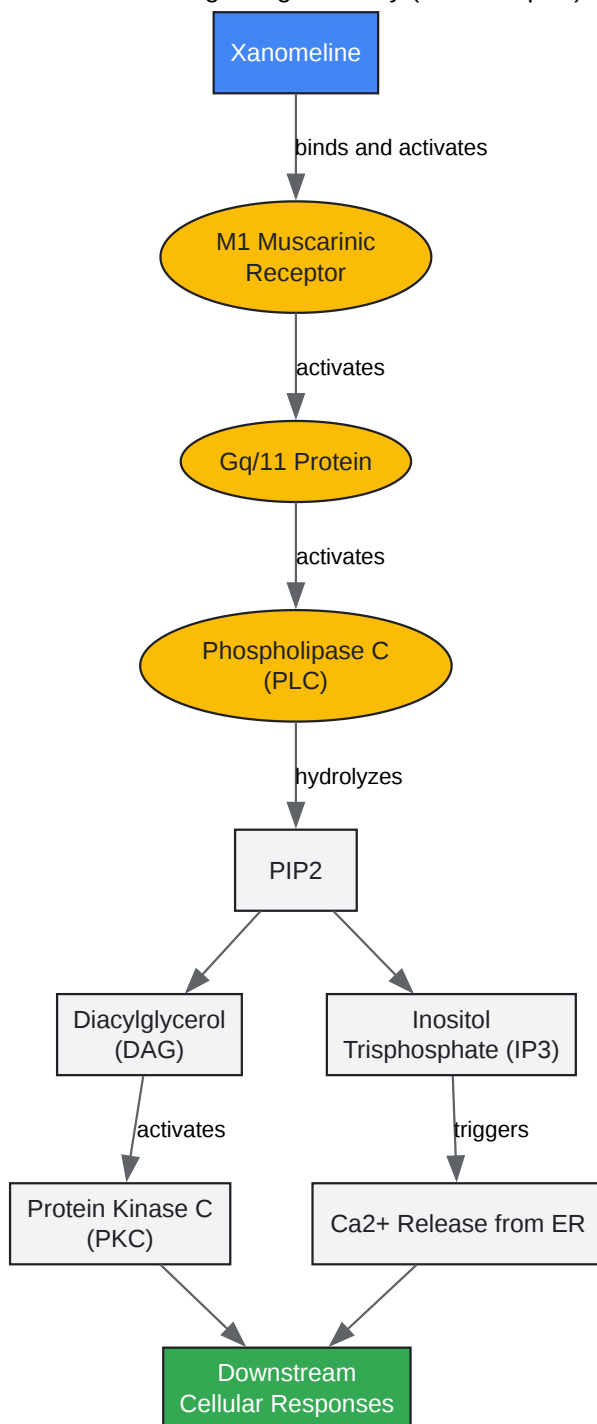 Xanomeline
binds and activates
M1 Muscarinic
Receptor
activates
Gq/11 Protein
activates
Phospholipase C
(PLC)
hydrolyzes
PIP2
Diacylglycerol
(DAG)
Inositol
Trisphosphate (IP3)
activates
triggers
Protein Kinase C
(PKC)
Ca2+ Release from ER
Downstream
Cellular Responses